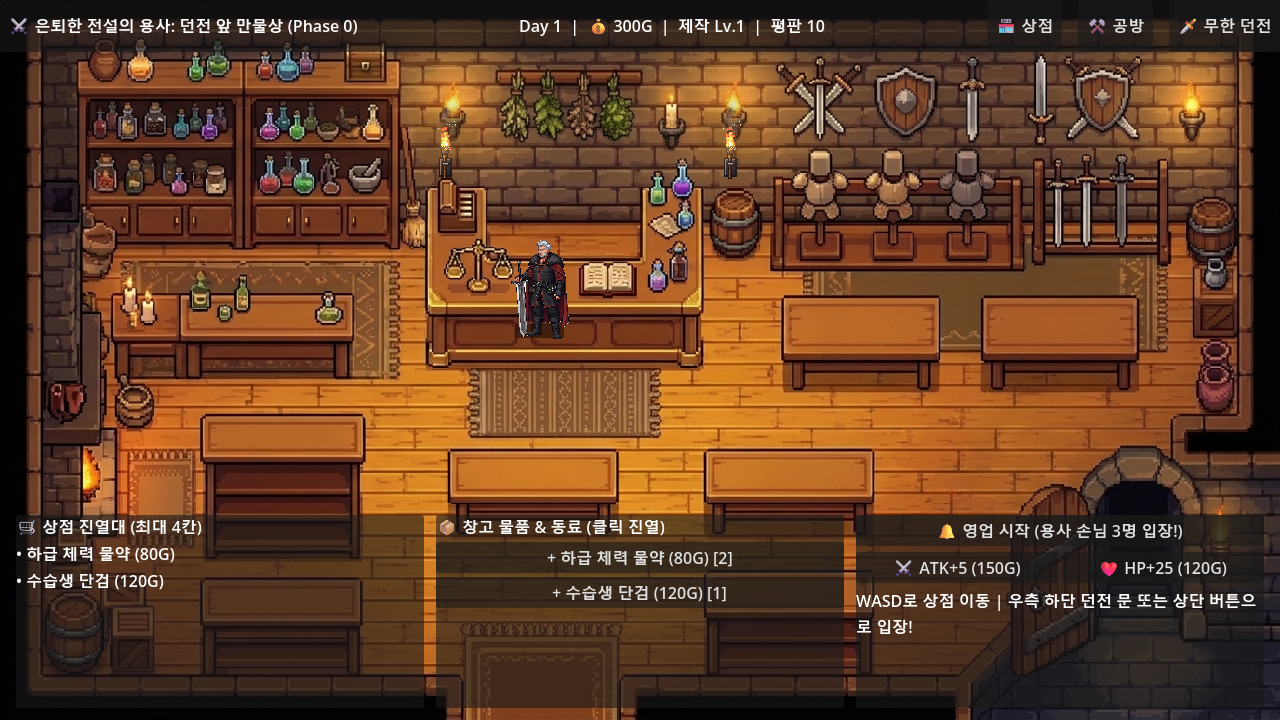 ⚔️ 은퇴한 전설의 용사: 던전 앞 만물상 (Phase 0)
Day 1 | 💰 300G | 제작 Lv.1 | 평판 10
🏪 상점
⚒️ 공방
🗡️ 무한 던전
🛒 상점 진열대 (최대 4칸)
• 하급 체력 물약 (80G)
• 수습생 단검 (120G)
📦 창고 물품 & 동료 (클릭 진열)
+ 하급 체력 물약 (80G) [2]
+ 수습생 단검 (120G) [1]
🔔 영업 시작 (용사 손님 3명 입장!)
⚔️ ATK+5 (150G)
❤️ HP+25 (120G)
WASD로 상점 이동 | 우측 하단 던전 문 또는 상단 버튼으
로 입장!